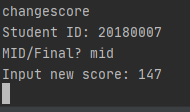 changescore
Student ID: 20180007
MID/Final? mid
Input new score: 147